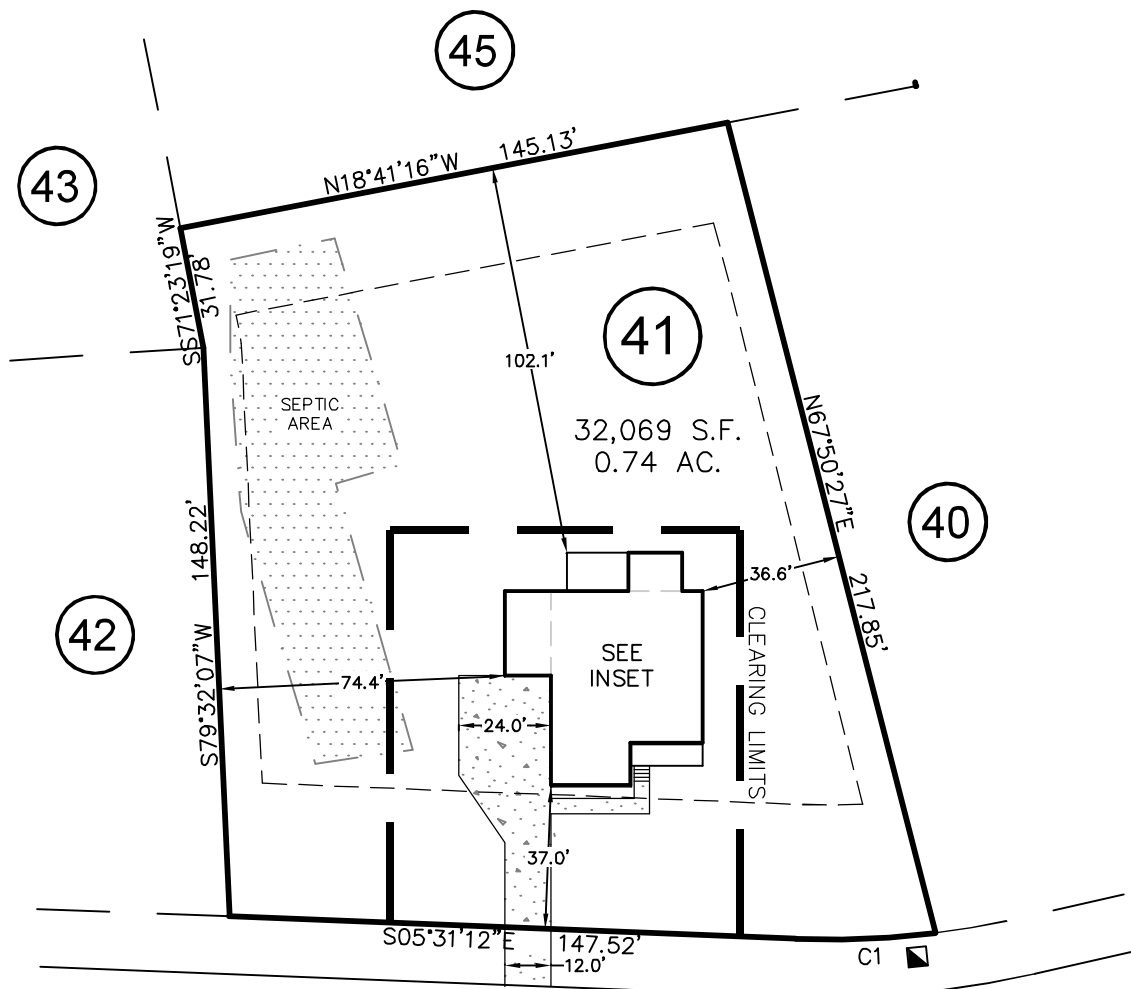 45
43
N18°41'16"W 145.13'
SS71°23'19"W
31.78'
41
102.1'
SEPTIC
AREA
32,069 S.F.
0.74 AC.
N67°50'27"E 217.85'
40
148.22'
36.6'
42
CLEARING LIMITS
SEE
INSET
S79°32'07"W
74.4'
24.0'
37.0'
S05°31'12"E 147.52'
C1
12.0'